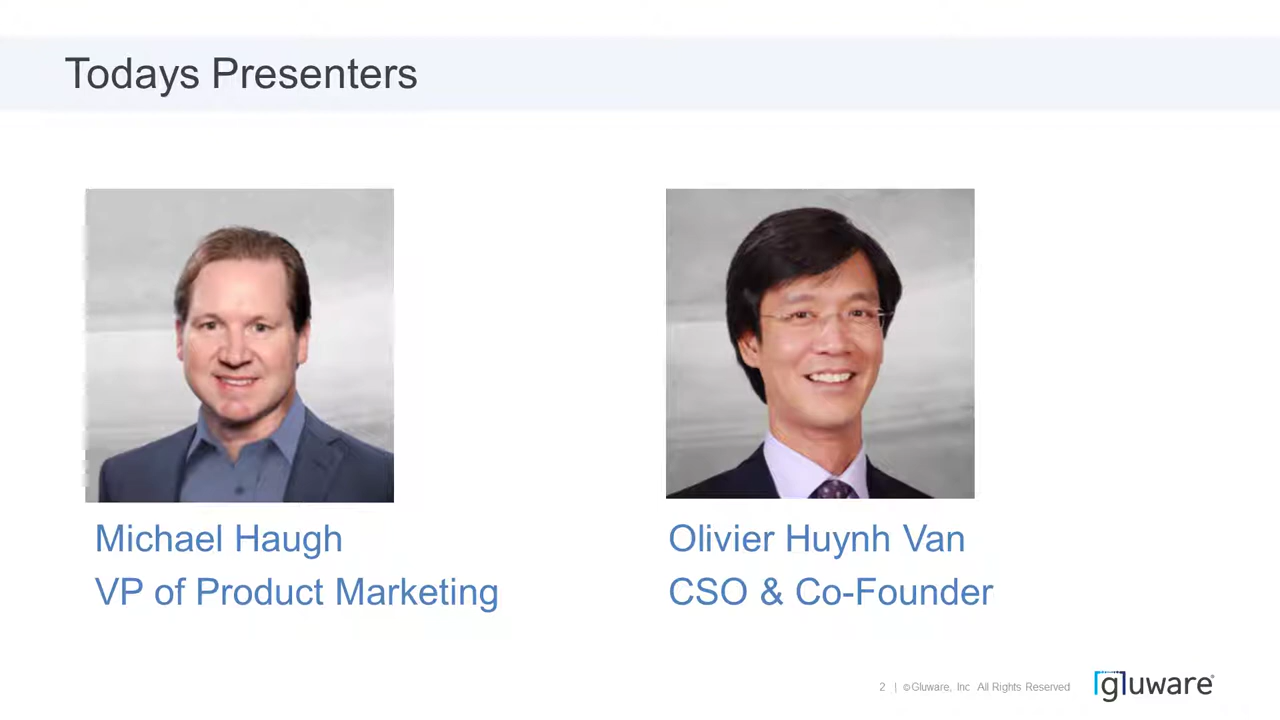 Todays Presenters
Michael Haugh
VP of Product Marketing
Olivier Huynh Van
CSO & Co-Founder
2 | ©Gluware, Inc All Rights Reserved
gluware